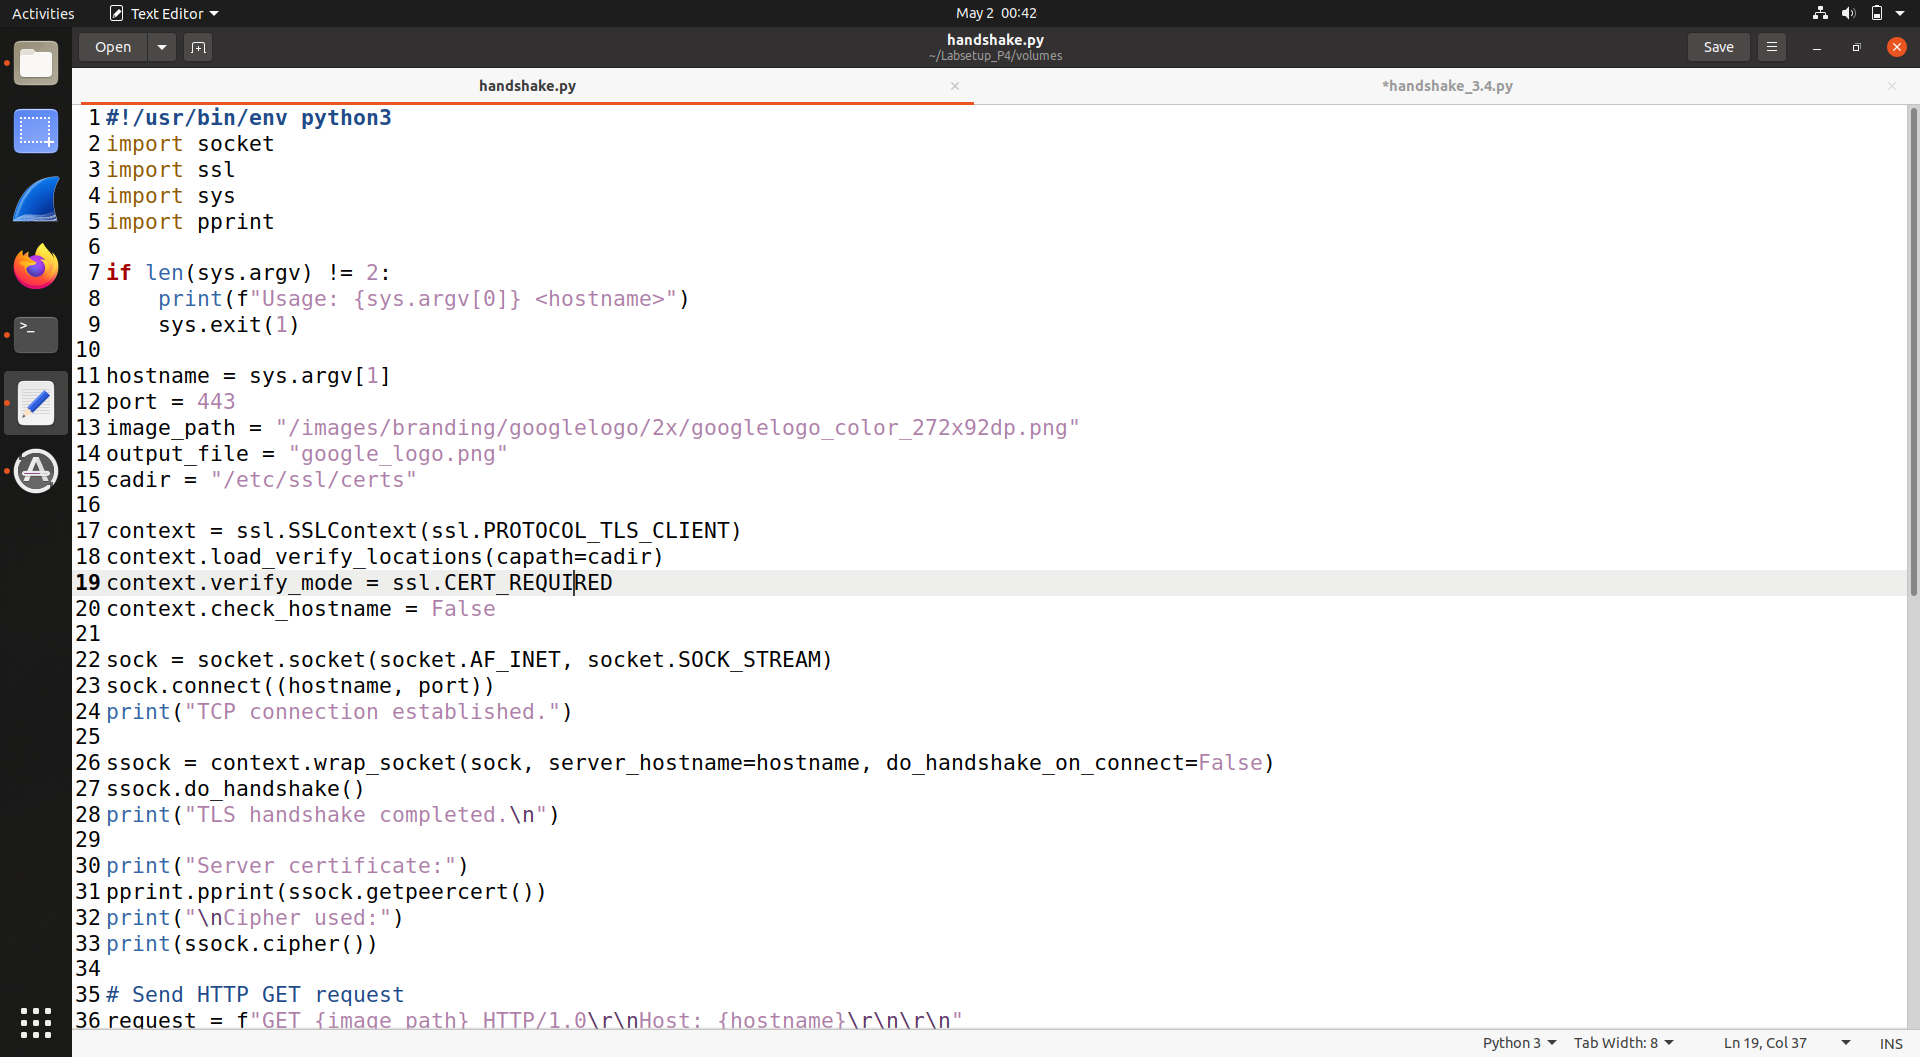 Activities Text Editor May 2 00:42
Open handshake.py Save
~/Labsetup_P4/volumes
handshake.py *handshake_3.4.py
1 #!/usr/bin/env python3
2 import socket
3 import ssl
4 import sys
5 import pprint
6
7 if len(sys.argv) != 2:
8     print(f"Usage: {sys.argv[0]} <hostname>")
9     sys.exit(1)
10
11 hostname = sys.argv[1]
12 port = 443
13 image_path = "/images/branding/googlelogo/2x/googlelogo_color_272x92dp.png"
14 output_file = "google_logo.png"
15 cadir = "/etc/ssl/certs"
16
17 context = ssl.SSLContext(ssl.PROTOCOL_TLS_CLIENT)
18 context.load_verify_locations(capath=cadir)
19 context.verify_mode = ssl.CERT_REQUIRED
20 context.check_hostname = False
21
22 sock = socket.socket(socket.AF_INET, socket.SOCK_STREAM)
23 sock.connect((hostname, port))
24 print("TCP connection established.")
25
26 ssock = context.wrap_socket(sock, server_hostname=hostname, do_handshake_on_connect=False)
27 ssock.do_handshake()
28 print("TLS handshake completed.\n")
29
30 print("Server certificate:")
31 pprint.pprint(ssock.getpeercert())
32 print("\nCipher used:")
33 print(ssock.cipher())
34
35 # Send HTTP GET request
36 request = f"GET {image_path} HTTP/1.0\r\nHost: {hostname}\r\n\r\n"
Python 3 Tab Width: 8 Ln 19, Col 37 INS